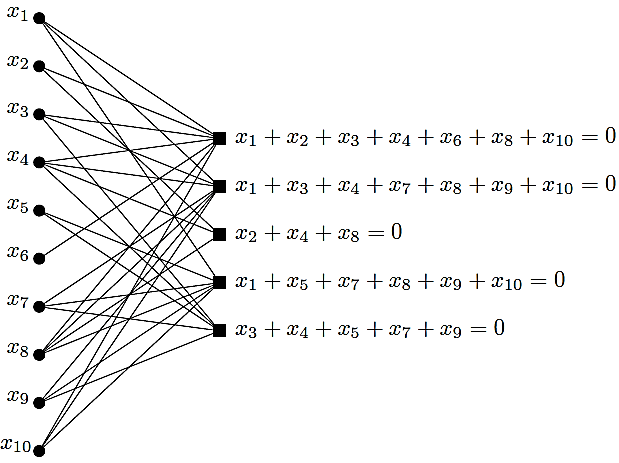 x₁
x₂
x₃
x₄
x₅
x₆
x₇
x₈
x₉
x₁₀
x₁ + x₂ + x₃ + x₄ + x₆ + x₈ + x₁₀ = 0
x₁ + x₃ + x₄ + x₇ + x₈ + x₉ + x₁₀ = 0
x₂ + x₄ + x₈ = 0
x₁ + x₅ + x₇ + x₈ + x₉ + x₁₀ = 0
x₃ + x₄ + x₅ + x₇ + x₉ = 0